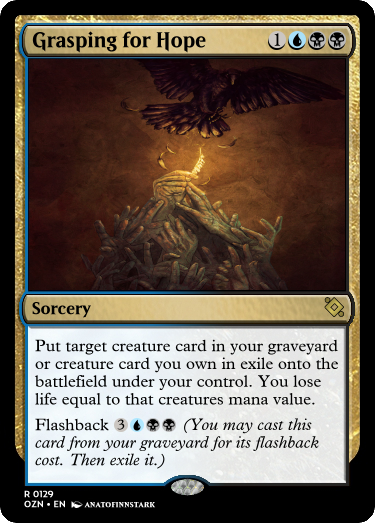 Grasping for Hope 1
Sorcery
Put target creature card in your graveyard
or creature card you own in exile onto the
battlefield under your control. You lose
life equal to that creatures mana value.
Flashback 3 (You may cast this
card from your graveyard for its flashback
cost. Then exile it.)
R 0129
OZN • EN ANATOFINNSTARK